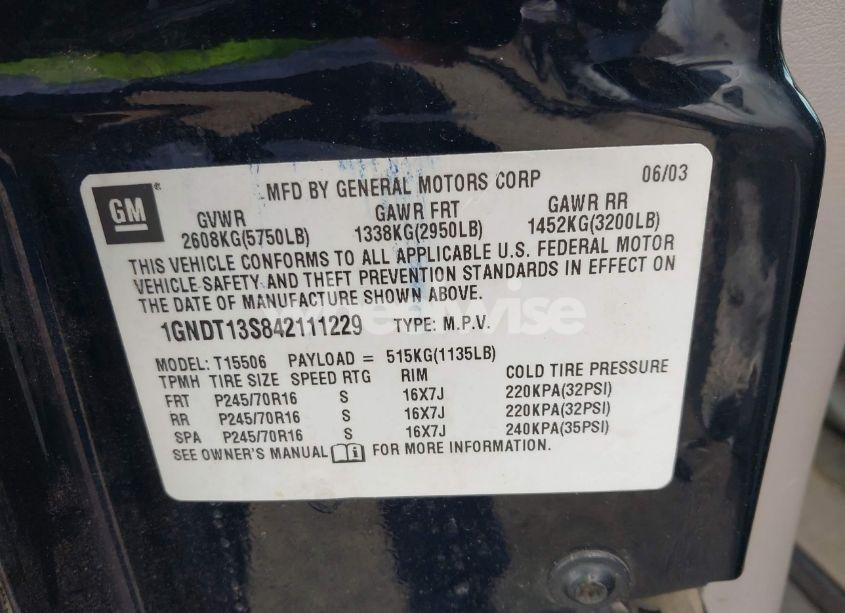 GM
MFD BY GENERAL MOTORS CORP 06/03
GVWR GAWR FRT GAWR RR
2608KG(5750LB) 1338KG(2950LB) 1452KG(3200LB)
THIS VEHICLE CONFORMS TO ALL APPLICABLE U.S. FEDERAL MOTOR
VEHICLE SAFETY AND THEFT PREVENTION STANDARDS IN EFFECT ON
THE DATE OF MANUFACTURE SHOWN ABOVE.
1GNDT13S842111229 TYPE: M.P.V.
MODEL: T15506 PAYLOAD = 515KG(1135LB)
TPMH TIRE SIZE SPEED RTG RIM COLD TIRE PRESSURE
FRT P245/70R16 S 16X7J 220KPA(32PSI)
RR P245/70R16 S 16X7J 220KPA(32PSI)
SPA P245/70R16 S 16X7J 240KPA(35PSI)
SEE OWNER'S MANUAL FOR MORE INFORMATION.